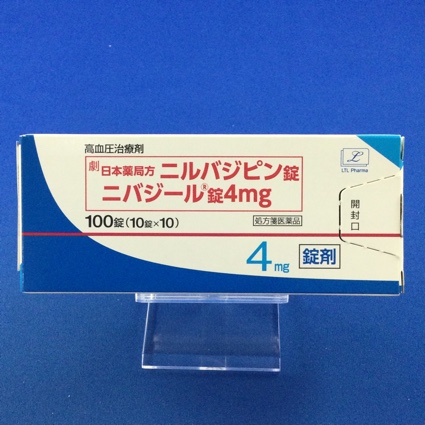 高血圧治療剤
劇 日本薬局方 ニルバジピン錠
ニバジール®錠4mg
100錠(10錠×10)
処方箋医薬品
4mg
錠剤
L
LTL Pharma
開封口